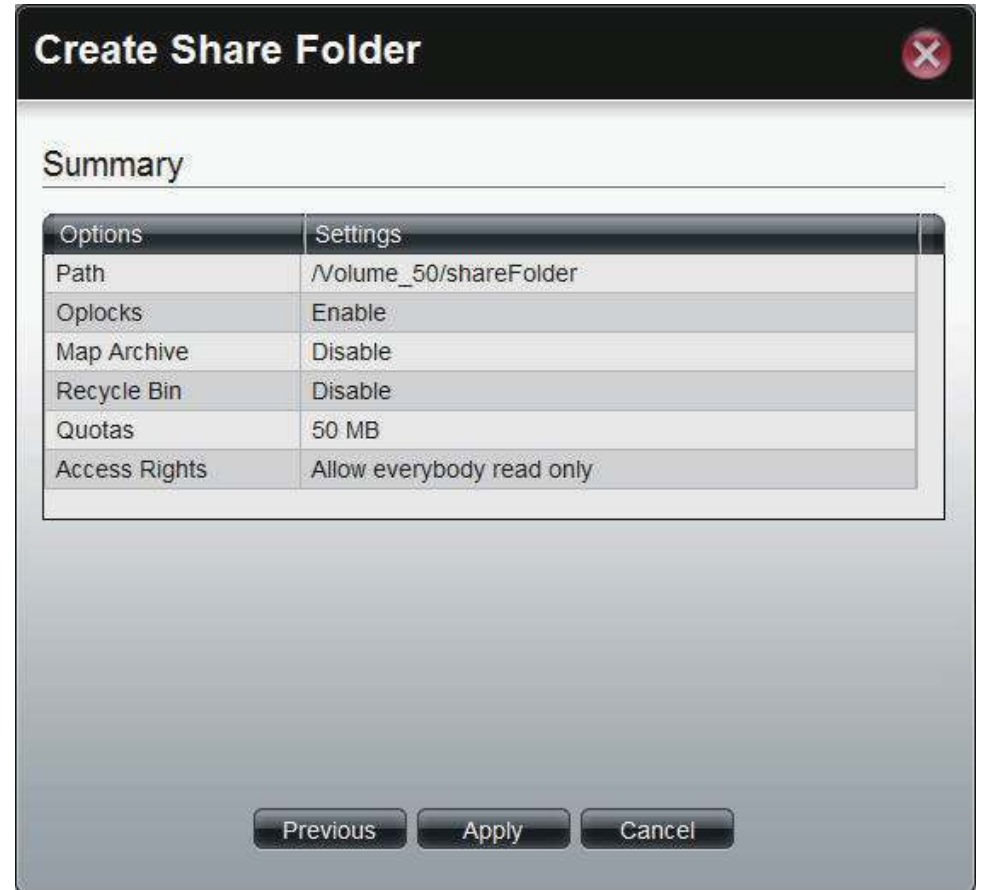 Create Share Folder
Summary
Options Settings
Path /Volume_50/shareFolder
Oplocks Enable
Map Archive Disable
Recycle Bin Disable
Quotas 50 MB
Access Rights Allow everybody read only
Previous Apply Cancel